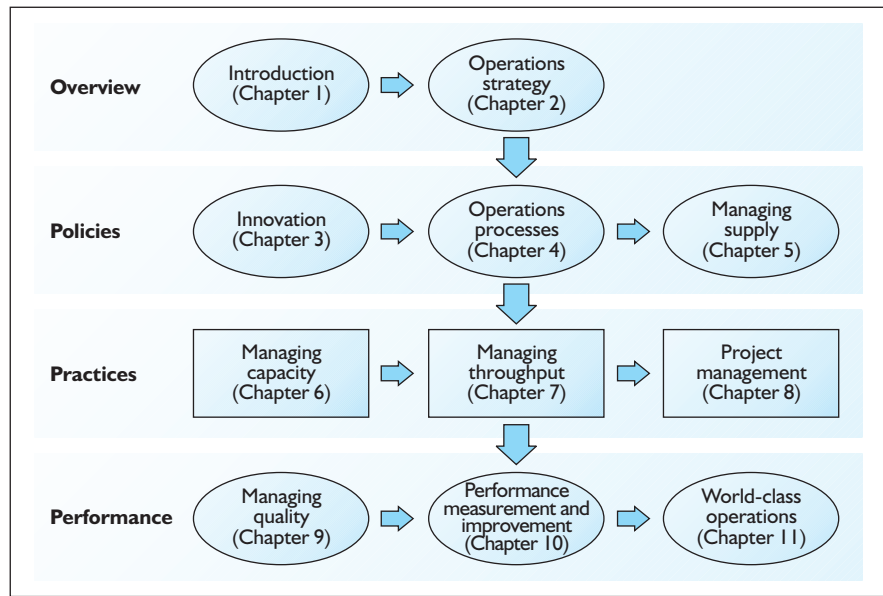 Overview
Introduction
(Chapter 1)
Operations
strategy
(Chapter 2)
Policies
Innovation
(Chapter 3)
Operations
processes
(Chapter 4)
Managing
supply
(Chapter 5)
Practices
Managing
capacity
(Chapter 6)
Managing
throughput
(Chapter 7)
Project
management
(Chapter 8)
Performance
Managing
quality
(Chapter 9)
Performance
measurement and
improvement
(Chapter 10)
World-class
operations
(Chapter 11)